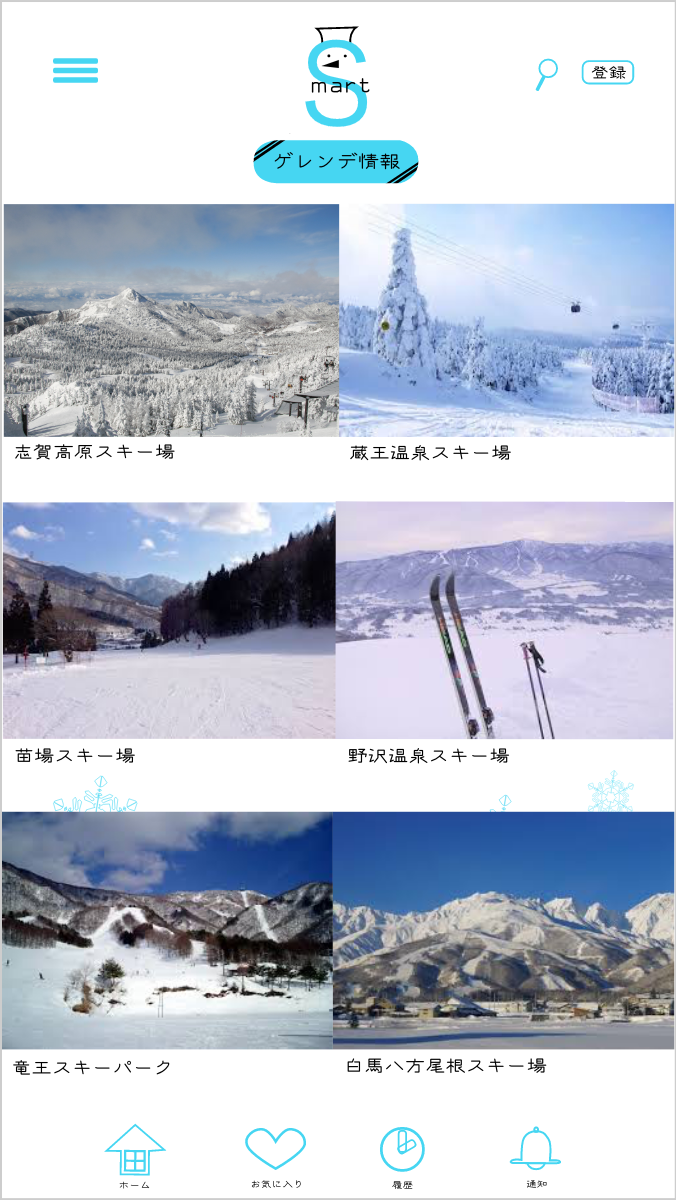 S
mart
登録
ゲレンデ情報
志賀高原スキー場
蔵王温泉スキー場
苗場スキー場
野沢温泉スキー場
竜王スキーパーク
白馬八方尾根スキー場
ホーム
お気に入り
履歴
通知